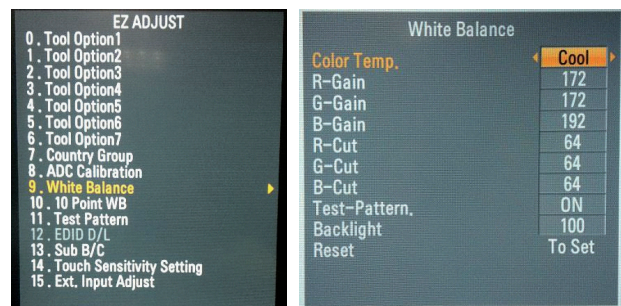 EZ ADJUST
0 . Tool Option1
1 . Tool Option2
2 . Tool Option3
3 . Tool Option4
4 . Tool Option5
5 . Tool Option6
6 . Tool Option7
7 . Country Group
8 . ADC Calibration
9 . White Balance
10 . 10 Point WB
11 . Test Pattern
12 . EDID D/L
13 . Sub B/C
14 . Touch Sensitivity Setting
15 . Ext. Input Adjust
White Balance
Color Temp. Cool
R-Gain 172
G-Gain 172
B-Gain 192
R-Cut 64
G-Cut 64
B-Cut 64
Test-Pattern. ON
Backlight 100
Reset To Set